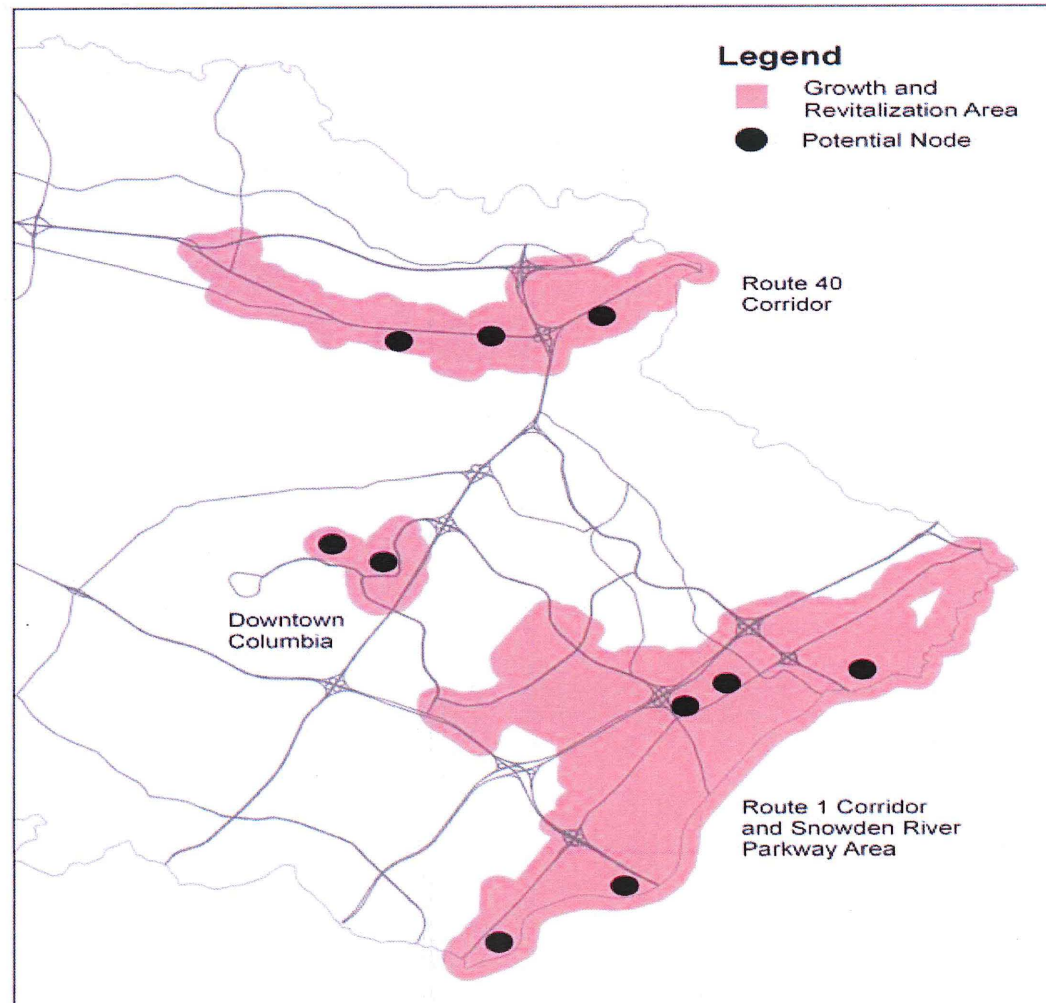 Legend
Growth and
Revitalization Area
Potential Node
Route 40
Corridor
Downtown
Columbia
Route 1 Corridor
and Snowden River
Parkway Area